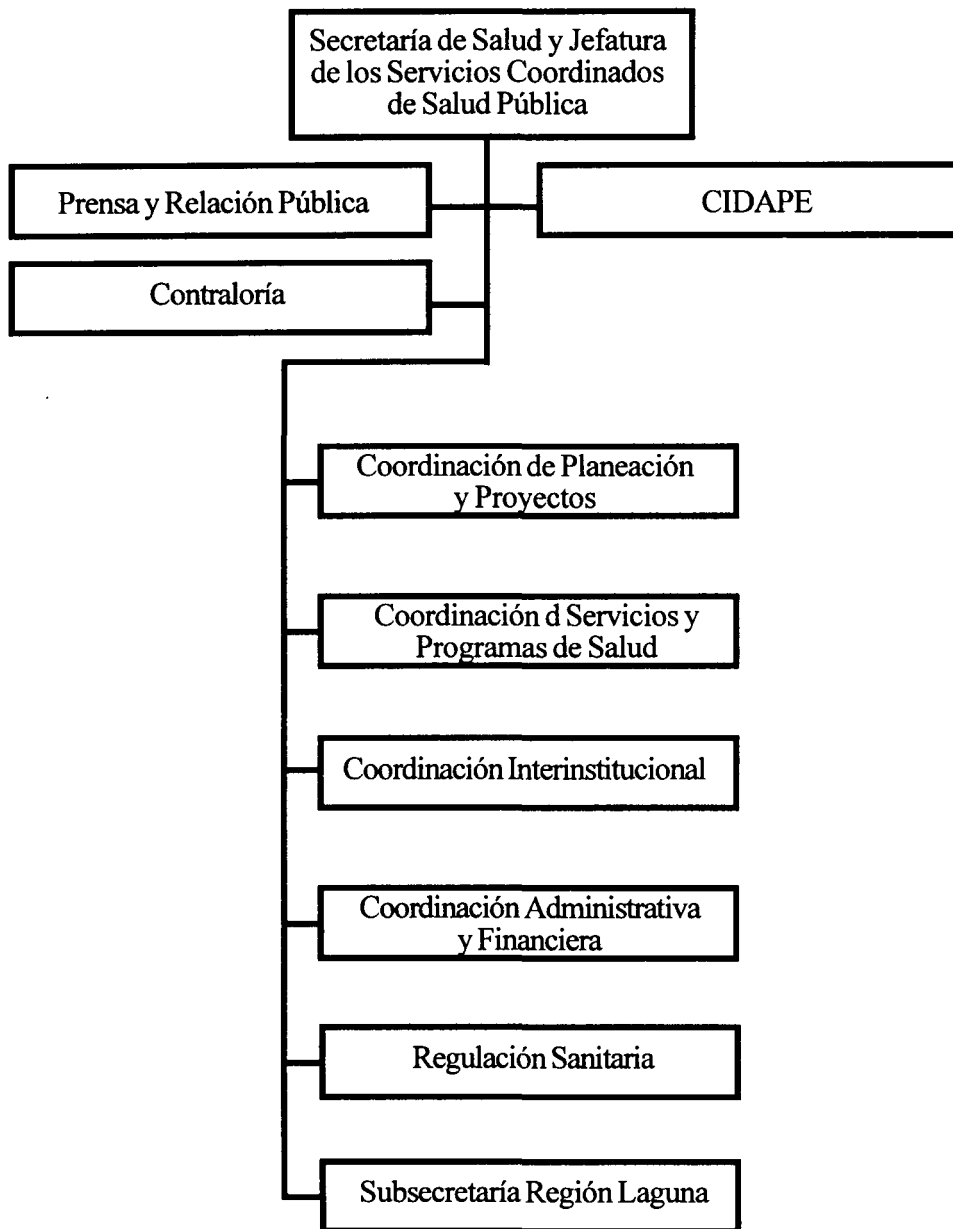 Secretaría de Salud y Jefatura
de los Servicios Coordinados
de Salud Pública
Prensa y Relación Pública
CIDAPE
Contraloría
Coordinación de Planeación
y Proyectos
Coordinación d Servicios y
Programas de Salud
Coordinación Interinstitucional
Coordinación Administrativa
y Financiera
Regulación Sanitaria
Subsecretaría Región Laguna